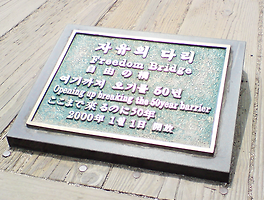 자유의 다리
Freedom Bridge
自由の橋
여기까지 오기를 50년
Opening up breaking the 50year barrier
ここまで来るのに50年
2000年 1月 1日 開放